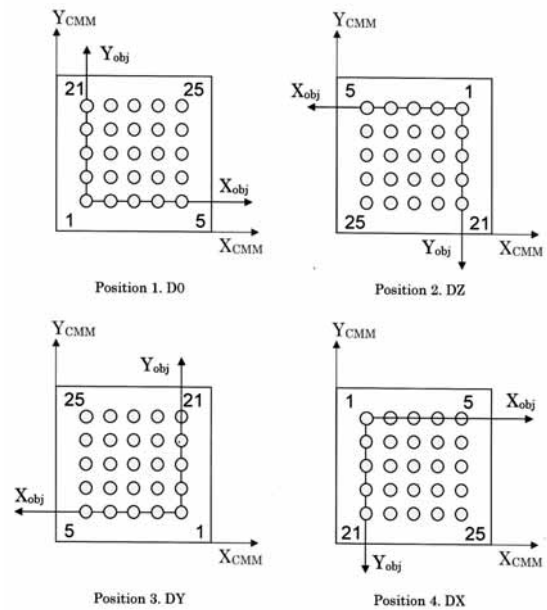 YCMM
Yobj
21
25
Xobj
1
5
XCMM
Position 1. D0
YCMM
5
1
Xobj
25
21
Yobj
XCMM
Position 2. DZ
YCMM
Yobj
25
21
Xobj
5
1
XCMM
Position 3. DY
YCMM
1
5
Xobj
21
25
Yobj
XCMM
Position 4. DX